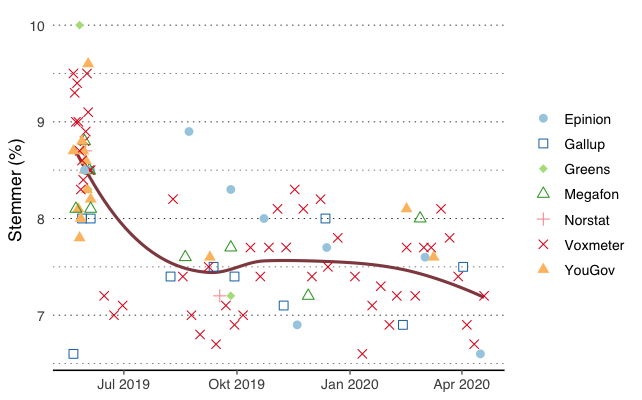 Stemmer (%)
10
9
8
7
Jul 2019
Okt 2019
Jan 2020
Apr 2020
Epinion
Gallup
Greens
Megafon
Norstat
Voxmeter
YouGov